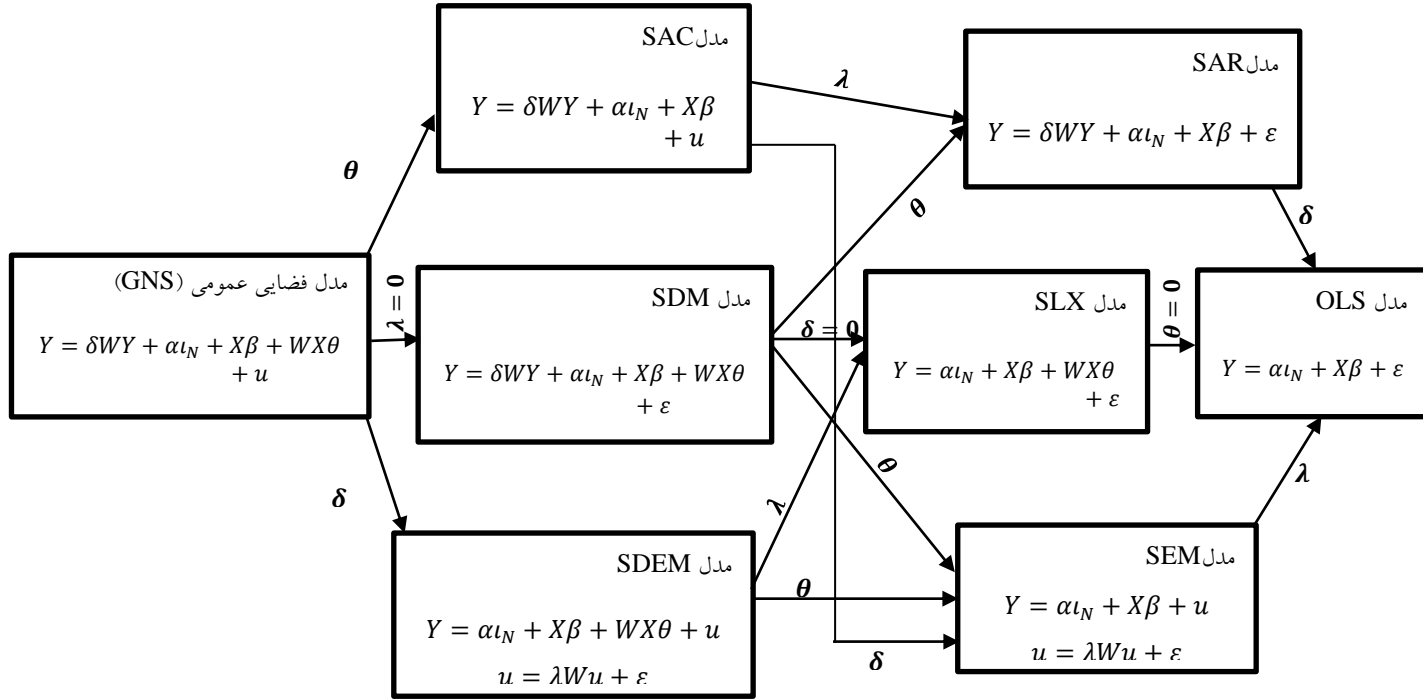 مدل SAC
Y = δWY + αι_N + Xβ
+ u
θ
مدل فضایی عمومی (GNS)
Y = δWY + αι_N + Xβ + WXθ
+ u
λ = 0
δ
مدل SDM
Y = δWY + αι_N + Xβ + WXθ
+ ε
مدل SDEM
Y = αι_N + Xβ + WXθ + u
u = λWu + ε
λ
θ
δ = 0
θ
λ
θ
δ
مدل SAR
Y = δWY + αι_N + Xβ + ε
مدل SLX
Y = αι_N + Xβ + WXθ
+ ε
مدل SEM
Y = αι_N + Xβ + u
u = λWu + ε
δ
θ = 0
λ
مدل OLS
Y = αι_N + Xβ + ε